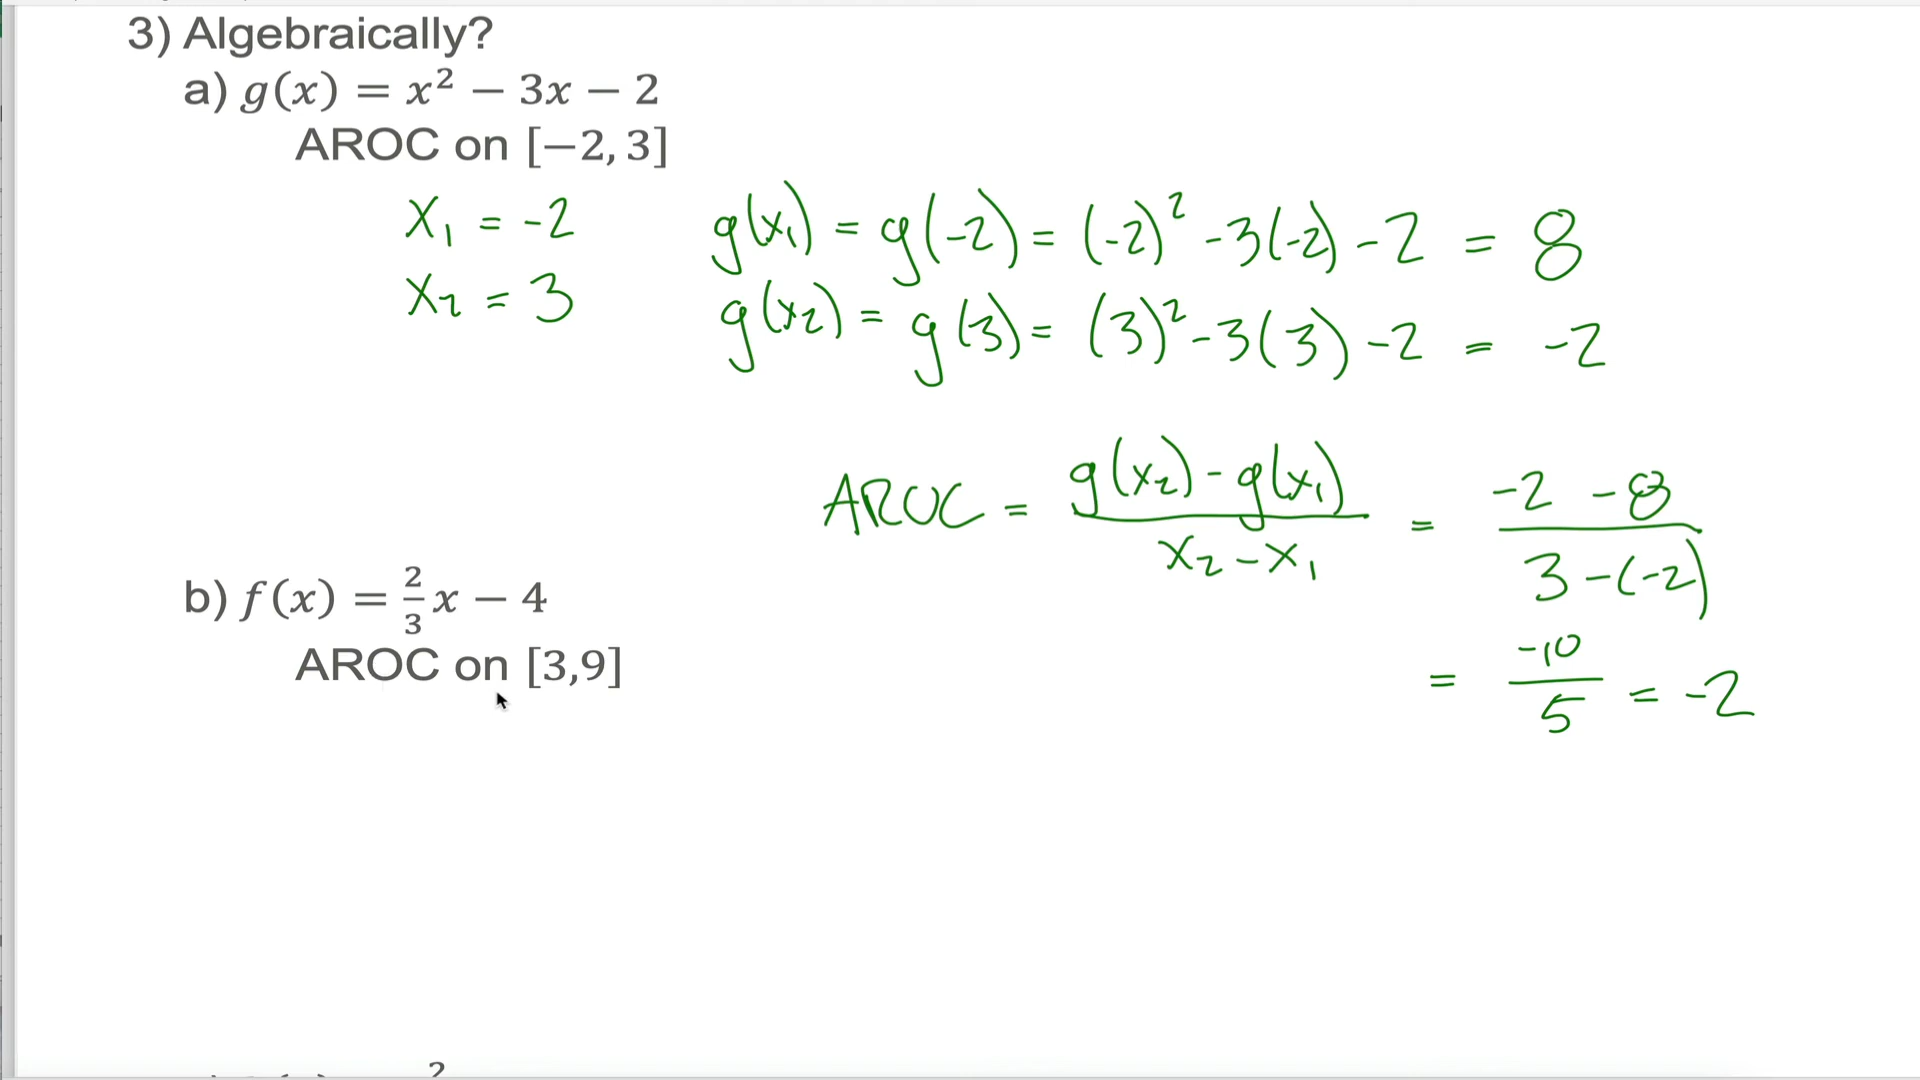 3) Algebraically?
a) g(x) = x² − 3x − 2
AROC on [−2, 3]
x₁ = -2
g(x₁) = g(-2) = (-2)² -3(-2) -2 = 8
x₂ = 3
g(x₂) = g(3) = (3)² -3(3) -2 = -2
AROC = g(x₂) - g(x₁) / x₂ - x₁ = -2 - 8 / 3 -(-2)
= -10 / 5 = -2
b) f(x) = 2/3 x − 4
AROC on [3,9]